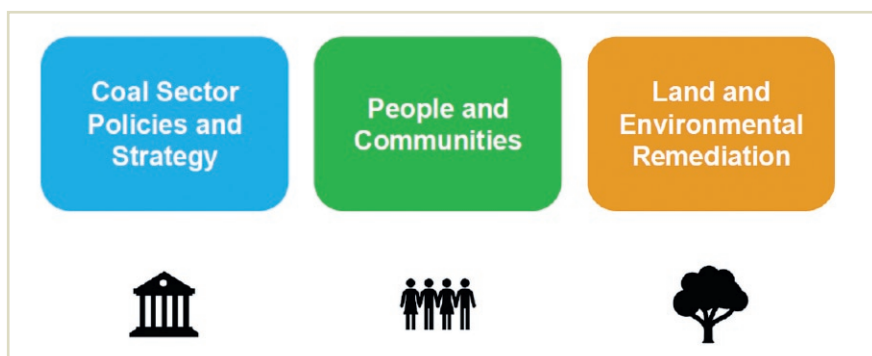 Coal Sector
Policies and
Strategy
People and
Communities
Land and
Environmental
Remediation